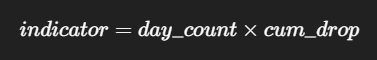 indicator = day_count × cum_drop